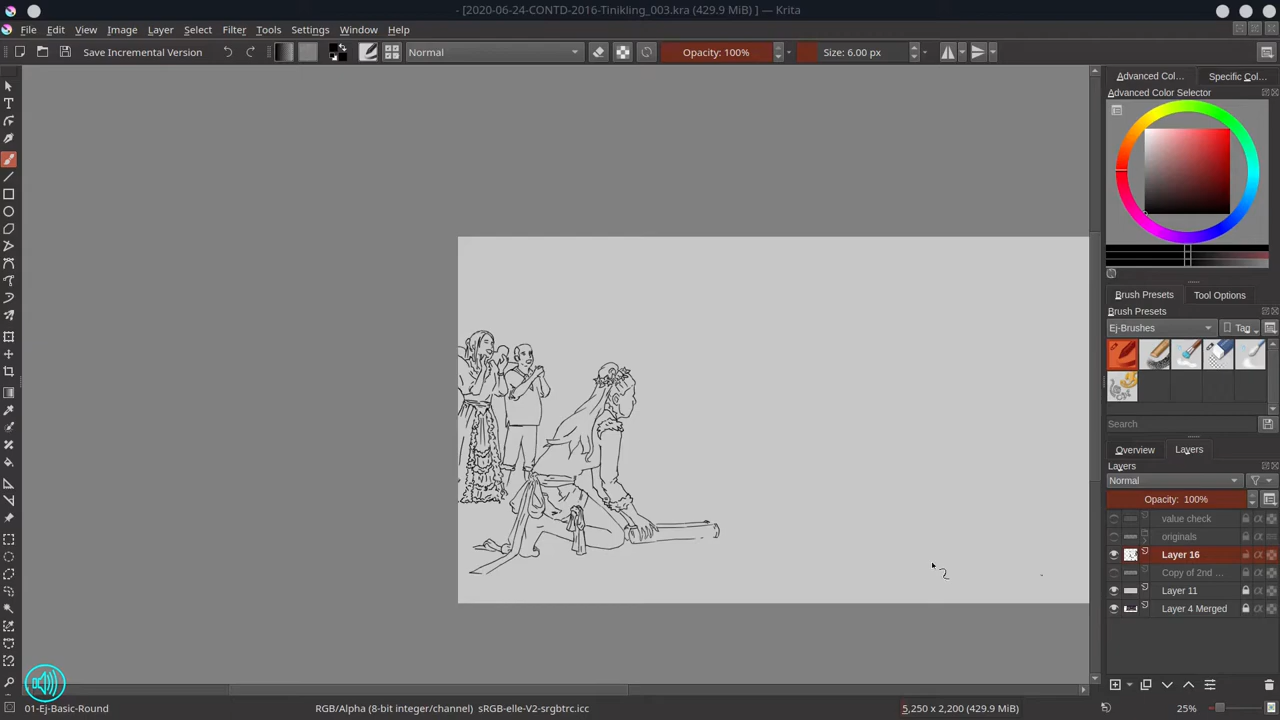 - [2020-06-24-CONTD-2016-Tinikling_003.kra (429.9 MiB) ] — Krita
File Edit View Image Layer Select Filter Tools Settings Window Help
Save Incremental Version Normal Opacity: 100% Size: 6.00 px
Advanced Col... Specific Col...
Advanced Color Selector
Brush Presets Tool Options
Brush Presets
Ej-Brushes Tag
Search
Overview Layers
Layers
Normal
Opacity: 100%
value check
originals
Layer 16
Copy of 2nd ...
Layer 11
Layer 4 Merged
01-Ej-Basic-Round RGB/Alpha (8-bit integer/channel) sRGB-elle-V2-srgbtrc.icc 5,250 x 2,200 (429.9 MiB) 25%